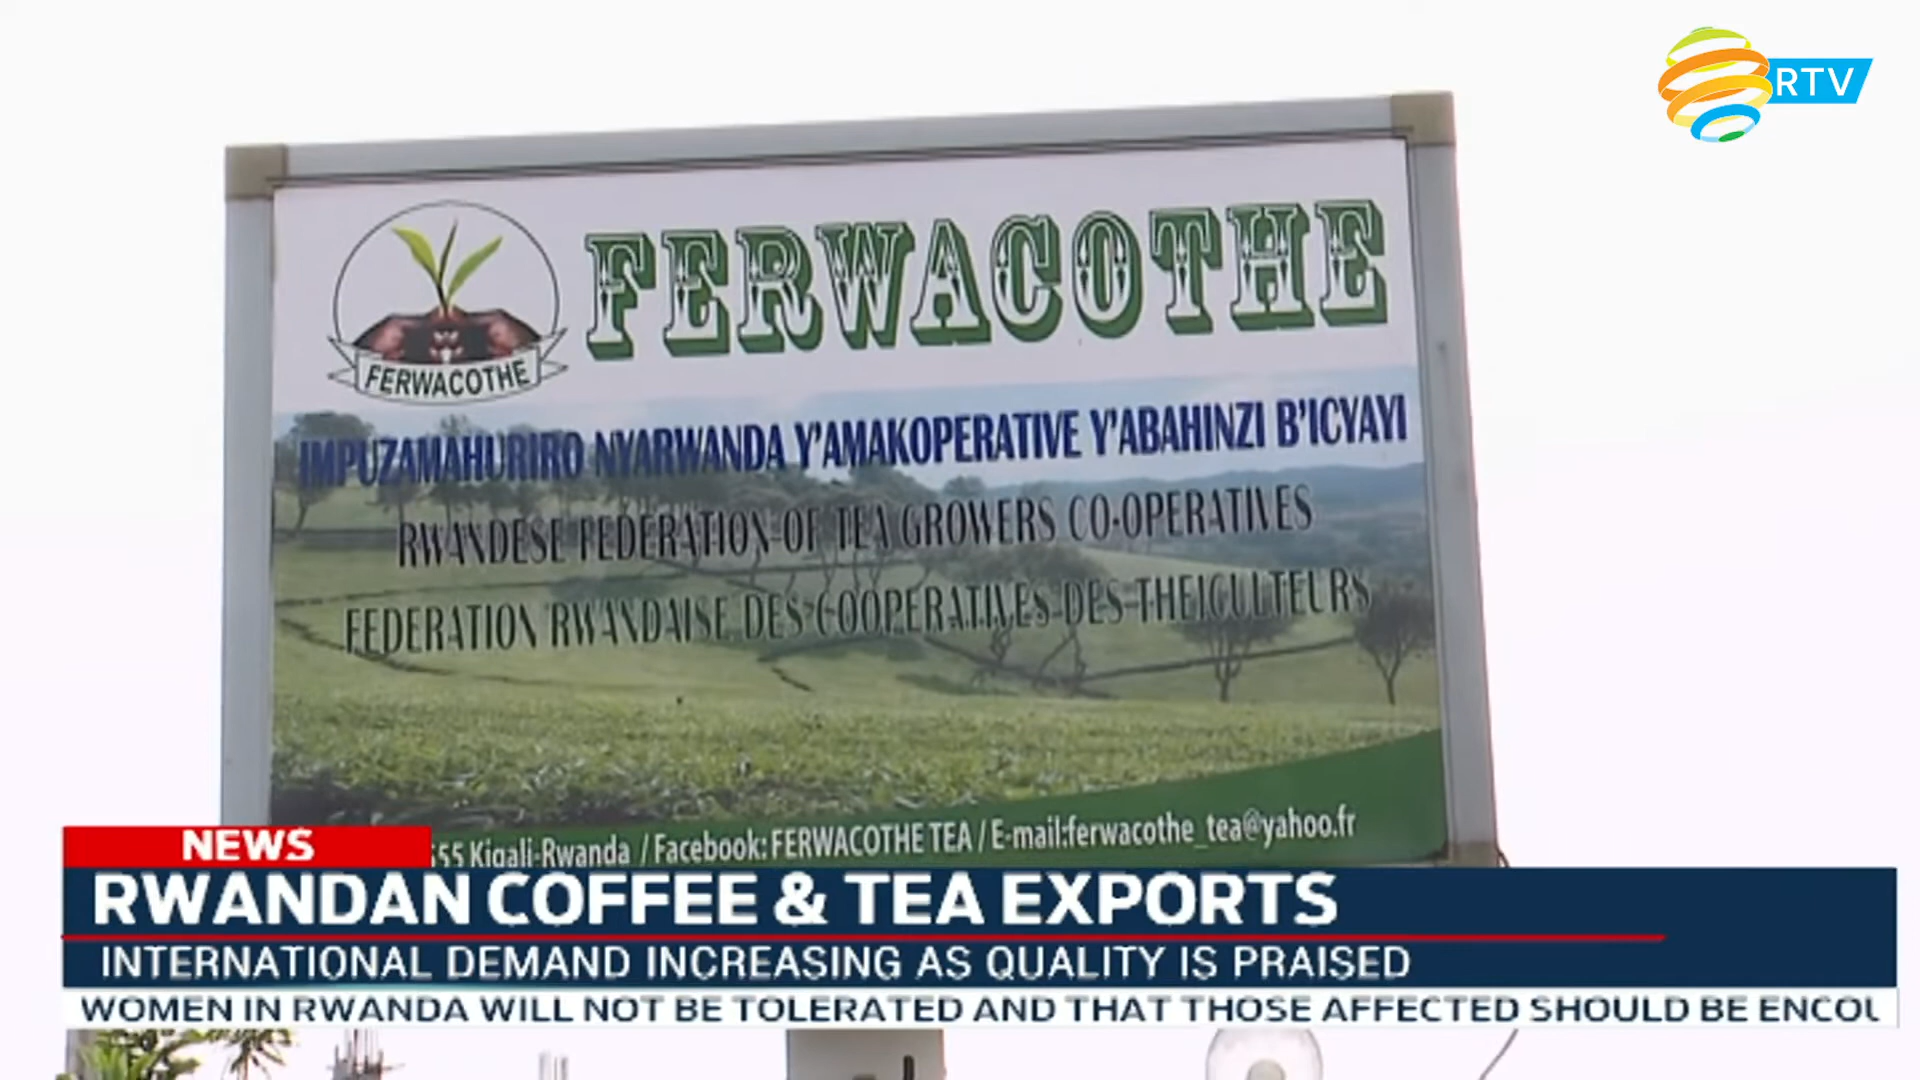 RTV
FERWACOTHE
FERWACOTHE
IMPUZAMAHURIRO NYARWANDA Y'AMAKOPERATIVE Y'ABAHINZI B'ICYAYI
RWANDESE FEDERATION OF TEA GROWERS CO-OPERATIVES
FEDERATION RWANDAISE DES COOPERATIVES DES THEICULTEURS
Kigali-Rwanda / Facebook: FERWACOTHE TEA / E-mail:ferwacothe_tea@yahoo.fr
NEWS
RWANDAN COFFEE & TEA EXPORTS
INTERNATIONAL DEMAND INCREASING AS QUALITY IS PRAISED
WOMEN IN RWANDA WILL NOT BE TOLERATED AND THAT THOSE AFFECTED SHOULD BE